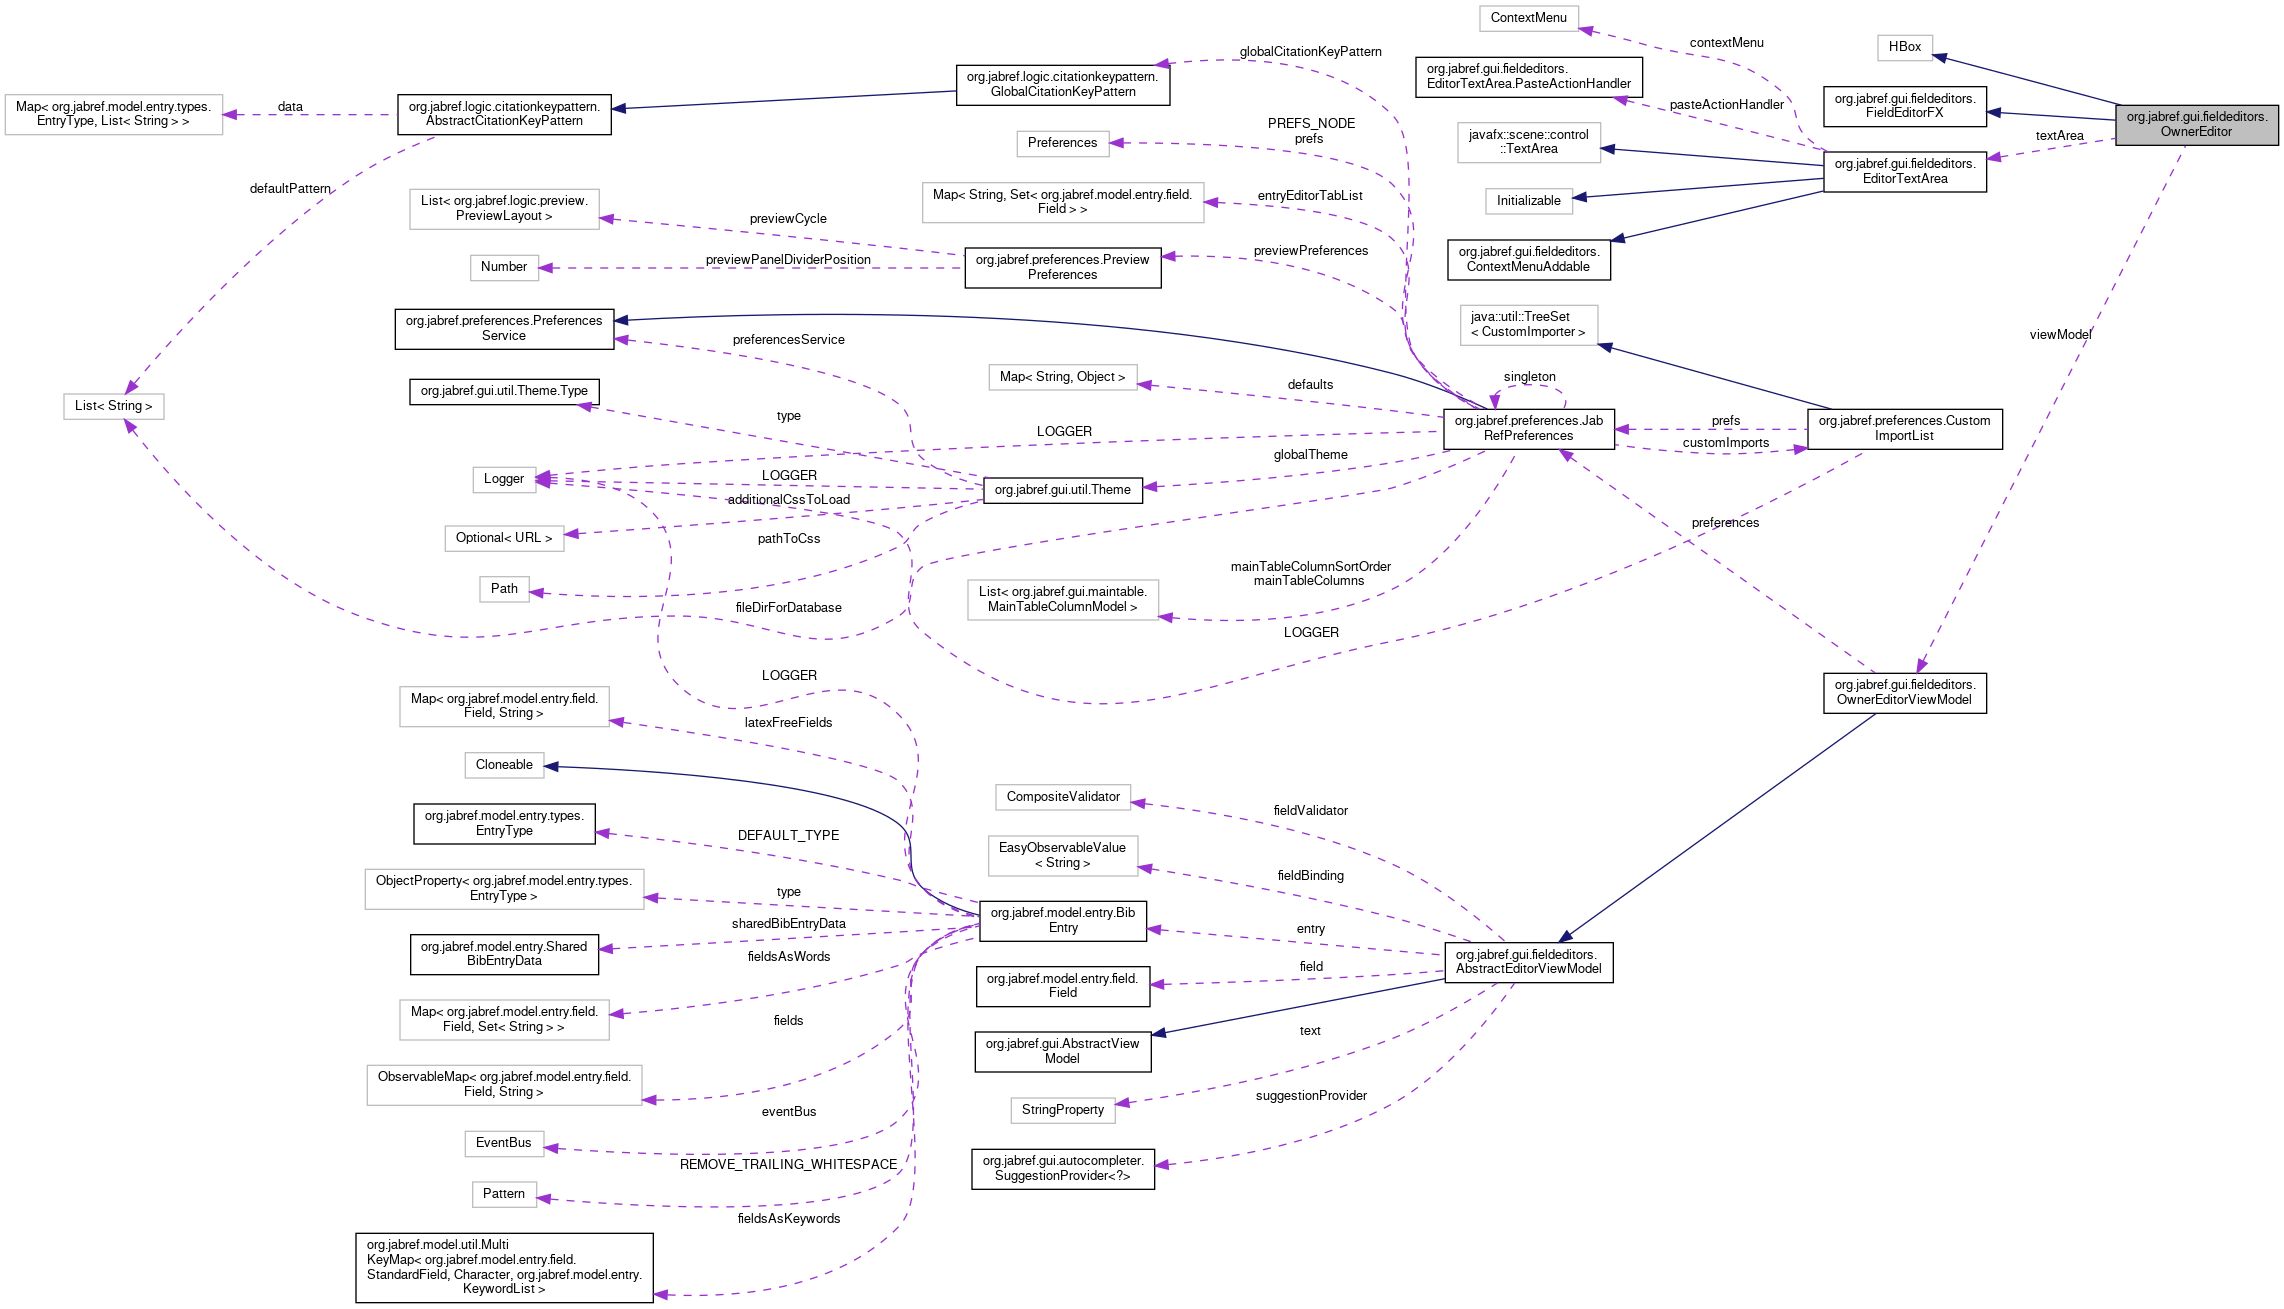 ContextMenu
contextMenu
HBox
globalCitationKeyPattern
org.jabref.gui.fieldeditors.
EditorTextArea.PasteActionHandler
org.jabref.logic.citationkeypattern.
GlobalCitationKeyPattern
Map< org.jabref.model.entry.types.
EntryType, List< String > >
data
org.jabref.logic.citationkeypattern.
AbstractCitationKeyPattern
pasteActionHandler
org.jabref.gui.fieldeditors.
FieldEditorFX
org.jabref.gui.fieldeditors.
OwnerEditor
PREFS_NODE
prefs
Preferences
javafx::scene::control
::TextArea
textArea
org.jabref.gui.fieldeditors.
EditorTextArea
defaultPattern
List< org.jabref.logic.preview.
PreviewLayout >
previewCycle
Map< String, Set< org.jabref.model.entry.field.
Field > >
entryEditorTabList
Initializable
Number
previewPanelDividerPosition
org.jabref.preferences.Preview
Preferences
previewPreferences
org.jabref.gui.fieldeditors.
ContextMenuAddable
org.jabref.preferences.Preferences
Service
preferencesService
java::util::TreeSet
< CustomImporter >
viewModel
org.jabref.gui.util.Theme.Type
type
Map< String, Object >
defaults
singleton
List< String >
LOGGER
org.jabref.preferences.Jab
RefPreferences
prefs
customImports
org.jabref.preferences.Custom
ImportList
Logger
LOGGER
additionalCssToLoad
org.jabref.gui.util.Theme
globalTheme
Optional< URL >
pathToCss
preferences
Path
fileDirForDatabase
List< org.jabref.gui.maintable.
MainTableColumnModel >
mainTableColumnSortOrder
mainTableColumns
LOGGER
LOGGER
org.jabref.gui.fieldeditors.
OwnerEditorViewModel
Map< org.jabref.model.entry.field.
Field, String >
latexFreeFields
Cloneable
org.jabref.model.entry.types.
EntryType
DEFAULT_TYPE
CompositeValidator
fieldValidator
EasyObservableValue
< String >
fieldBinding
ObjectProperty< org.jabref.model.entry.types.
EntryType >
type
org.jabref.model.entry.Shared
BibEntryData
sharedBibEntryData
org.jabref.model.entry.Bib
Entry
entry
org.jabref.gui.fieldeditors.
AbstractEditorViewModel
fieldsAsWords
org.jabref.model.entry.field.
Field
field
Map< org.jabref.model.entry.field.
Field, Set< String > >
fields
org.jabref.gui.AbstractView
Model
text
ObservableMap< org.jabref.model.entry.field.
Field, String >
eventBus
StringProperty
suggestionProvider
EventBus
REMOVE_TRAILING_WHITESPACE
org.jabref.gui.autocompleter.
SuggestionProvider<?>
Pattern
fieldsAsKeywords
org.jabref.model.util.Multi
KeyMap< org.jabref.model.entry.field.
StandardField, Character, org.jabref.model.entry.
KeywordList >